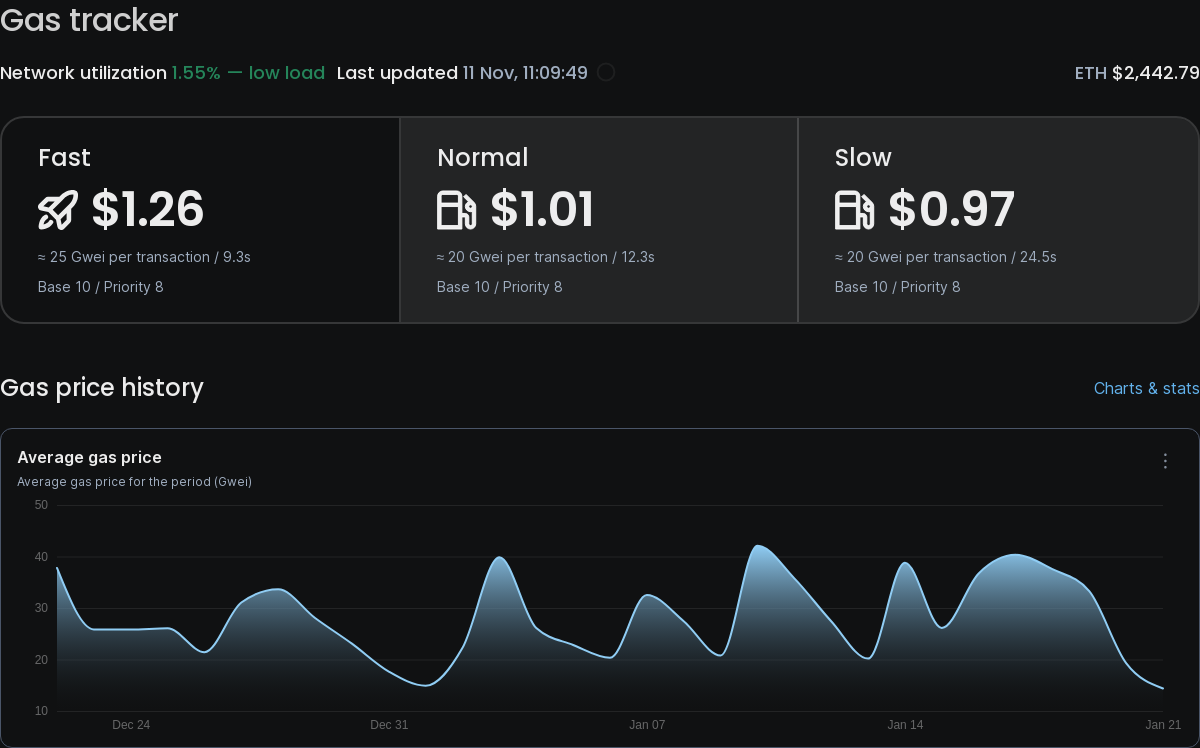 Gas tracker
Network utilization 1.55% — low load Last updated 11 Nov, 11:09:49 ETH $2,442.79
Fast
$1.26
≈ 25 Gwei per transaction / 9.3s
Base 10 / Priority 8
Normal
$1.01
≈ 20 Gwei per transaction / 12.3s
Base 10 / Priority 8
Slow
$0.97
≈ 20 Gwei per transaction / 24.5s
Base 10 / Priority 8
Gas price history
Charts & stats
Average gas price
Average gas price for the period (Gwei)
50
40
30
20
10
Dec 24 Dec 31 Jan 07 Jan 14 Jan 21